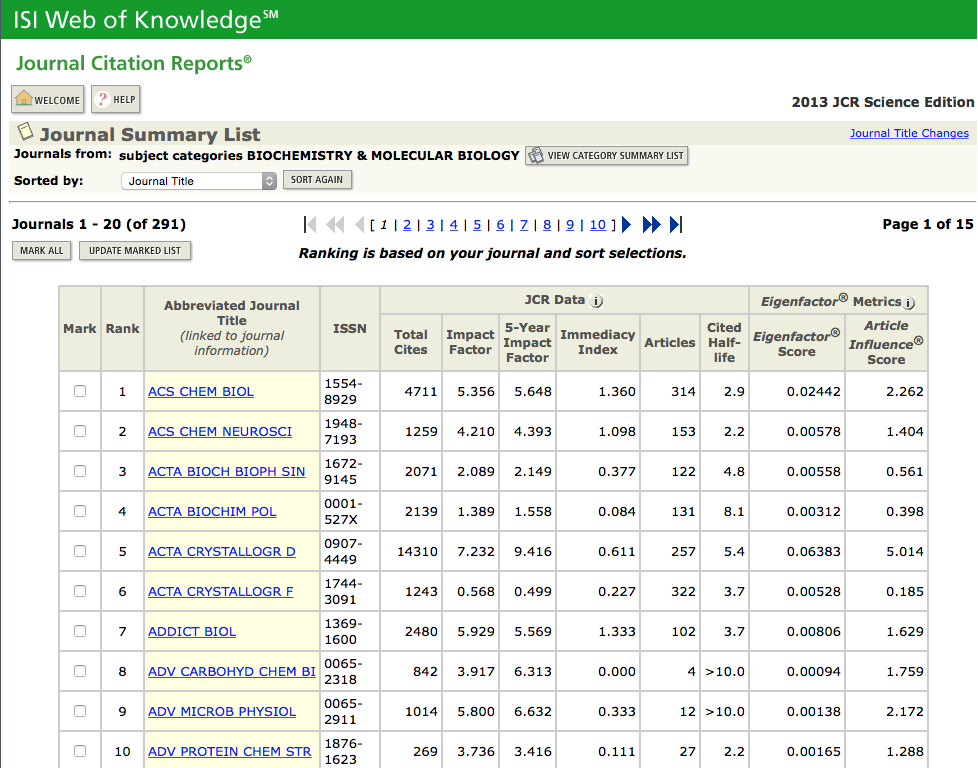 ISI Web of Knowledge℠
Journal Citation Reports®
WELCOME ? HELP
2013 JCR Science Edition
Journal Summary List
Journal Title Changes
Journals from: subject categories BIOCHEMISTRY & MOLECULAR BIOLOGY VIEW CATEGORY SUMMARY LIST
Sorted by: Journal Title SORT AGAIN
Journals 1 - 20 (of 291)
[ 1 | 2 | 3 | 4 | 5 | 6 | 7 | 8 | 9 | 10 ]
Page 1 of 15
MARK ALL UPDATE MARKED LIST
Ranking is based on your journal and sort selections.
Mark
Rank
Abbreviated Journal
Title
(linked to journal
information)
ISSN
JCR Data i
Total
Cites
Impact
Factor
5-Year
Impact
Factor
Immediacy
Index
Articles
Cited
Half-
life
Eigenfactor® Metrics i
Eigenfactor®
Score
Article
Influence®
Score
1 ACS CHEM BIOL 1554-
8929 4711 5.356 5.648 1.360 314 2.9 0.02442 2.262
2 ACS CHEM NEUROSCI 1948-
7193 1259 4.210 4.393 1.098 153 2.2 0.00578 1.404
3 ACTA BIOCH BIOPH SIN 1672-
9145 2071 2.089 2.149 0.377 122 4.8 0.00558 0.561
4 ACTA BIOCHIM POL 0001-
527X 2139 1.389 1.558 0.084 131 8.1 0.00312 0.398
5 ACTA CRYSTALLOGR D 0907-
4449 14310 7.232 9.416 0.611 257 5.4 0.06383 5.014
6 ACTA CRYSTALLOGR F 1744-
3091 1243 0.568 0.499 0.227 322 3.7 0.00528 0.185
7 ADDICT BIOL 1369-
1600 2480 5.929 5.569 1.333 102 3.7 0.00806 1.629
8 ADV CARBOHYD CHEM BI 0065-
2318 842 3.917 6.313 0.000 4 >10.0 0.00094 1.759
9 ADV MICROB PHYSIOL 0065-
2911 1014 5.800 6.632 0.333 12 >10.0 0.00138 2.172
10 ADV PROTEIN CHEM STR 1876-
1623 269 3.736 3.416 0.111 27 2.2 0.00165 1.288